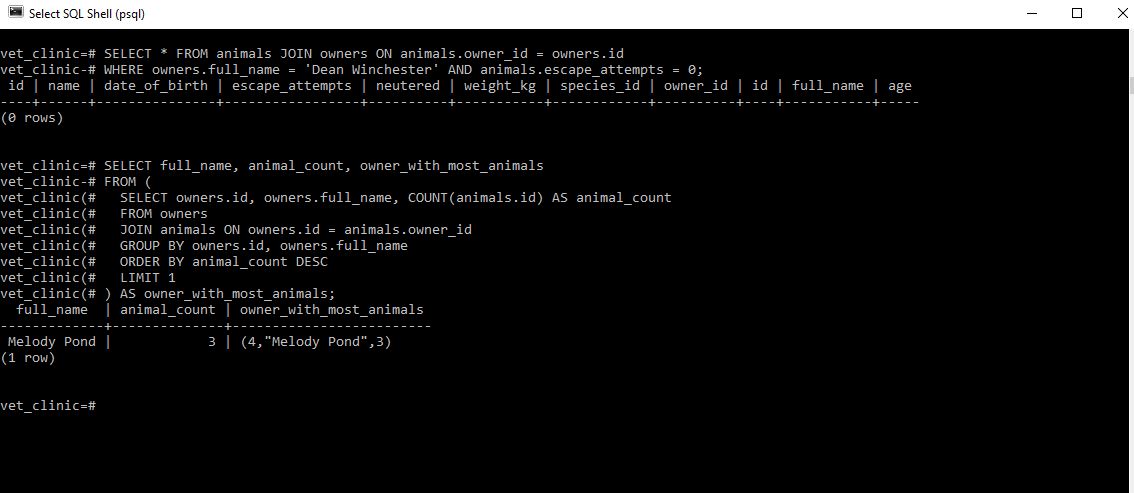 Select SQL Shell (psql)
vet_clinic=# SELECT * FROM animals JOIN owners ON animals.owner_id = owners.id
vet_clinic-# WHERE owners.full_name = 'Dean Winchester' AND animals.escape_attempts = 0;
 id | name | date_of_birth | escape_attempts | neutered | weight_kg | species_id | owner_id | id | full_name | age
----+------+---------------+-----------------+----------+-----------+------------+----------+----+-----------+-----
(0 rows)
vet_clinic=# SELECT full_name, animal_count, owner_with_most_animals
vet_clinic-# FROM (
vet_clinic(#   SELECT owners.id, owners.full_name, COUNT(animals.id) AS animal_count
vet_clinic(#   FROM owners
vet_clinic(#   JOIN animals ON owners.id = animals.owner_id
vet_clinic(#   GROUP BY owners.id, owners.full_name
vet_clinic(#   ORDER BY animal_count DESC
vet_clinic(#   LIMIT 1
vet_clinic(# ) AS owner_with_most_animals;
  full_name  | animal_count | owner_with_most_animals
-------------+--------------+-------------------------
 Melody Pond |            3 | (4,"Melody Pond",3)
(1 row)
vet_clinic=#